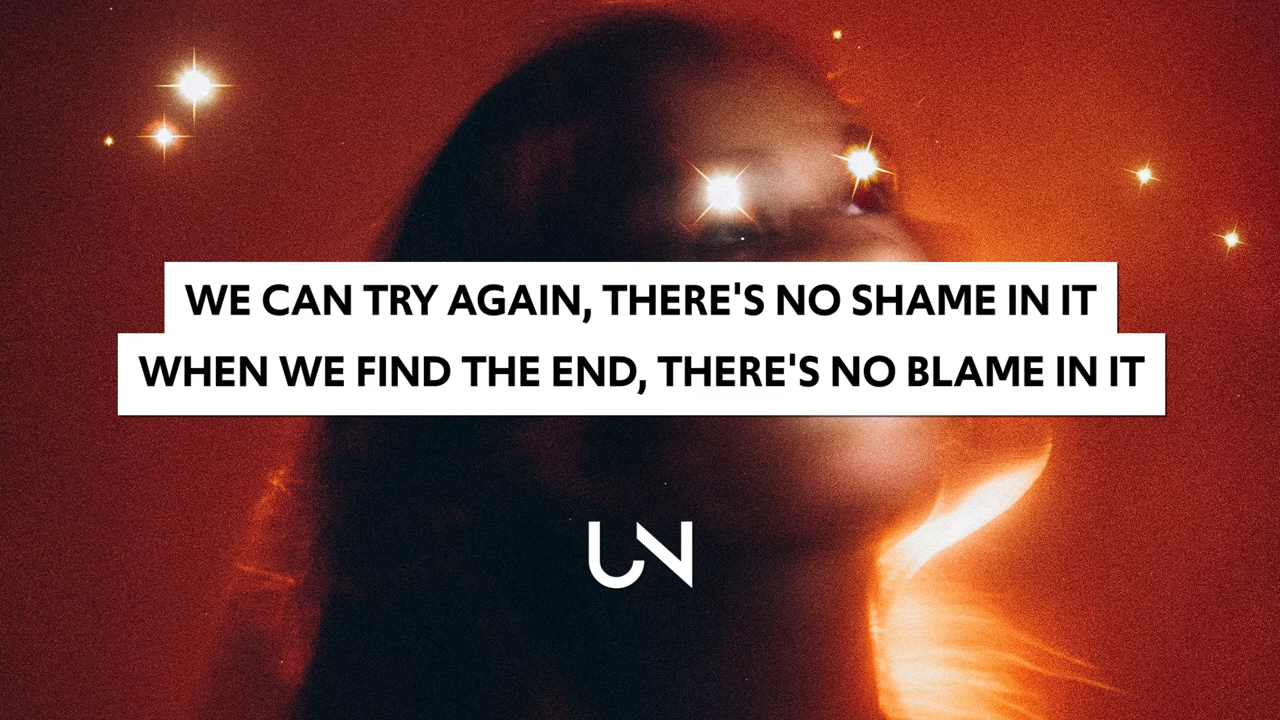 WE CAN TRY AGAIN, THERE'S NO SHAME IN IT
WHEN WE FIND THE END, THERE'S NO BLAME IN IT
UN